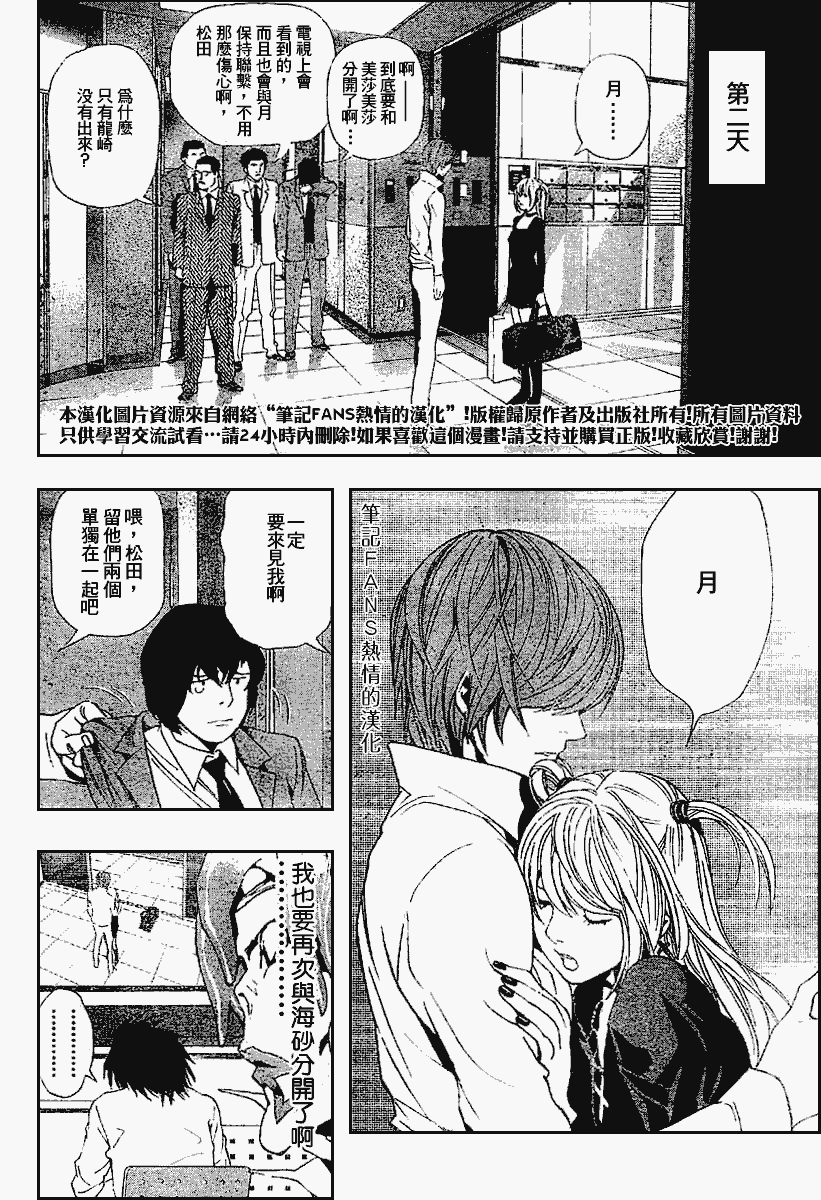 第二天
月……
啊——
到底要和
美莎美莎
分開了啊…
電視上會
看到的，
而且也會與月
保持聯繫，不用
那麼傷心啊，
松田
爲什麼
只有龍崎
没有出來？
本漢化圖片資源來自網絡“筆記FANS熱情的漢化”！版權歸原作者及出版社所有！所有圖片資料
只供學習交流試看…請24小時內刪除！如果喜歡這個漫畫！請支持並購買正版！收藏欣賞！謝謝！
月
筆記FANS熱情的漢化
一定
要來見我啊
喂，松田，
留他們兩個
單獨在一起吧
我也要再次與海砂分開了啊
………………
………